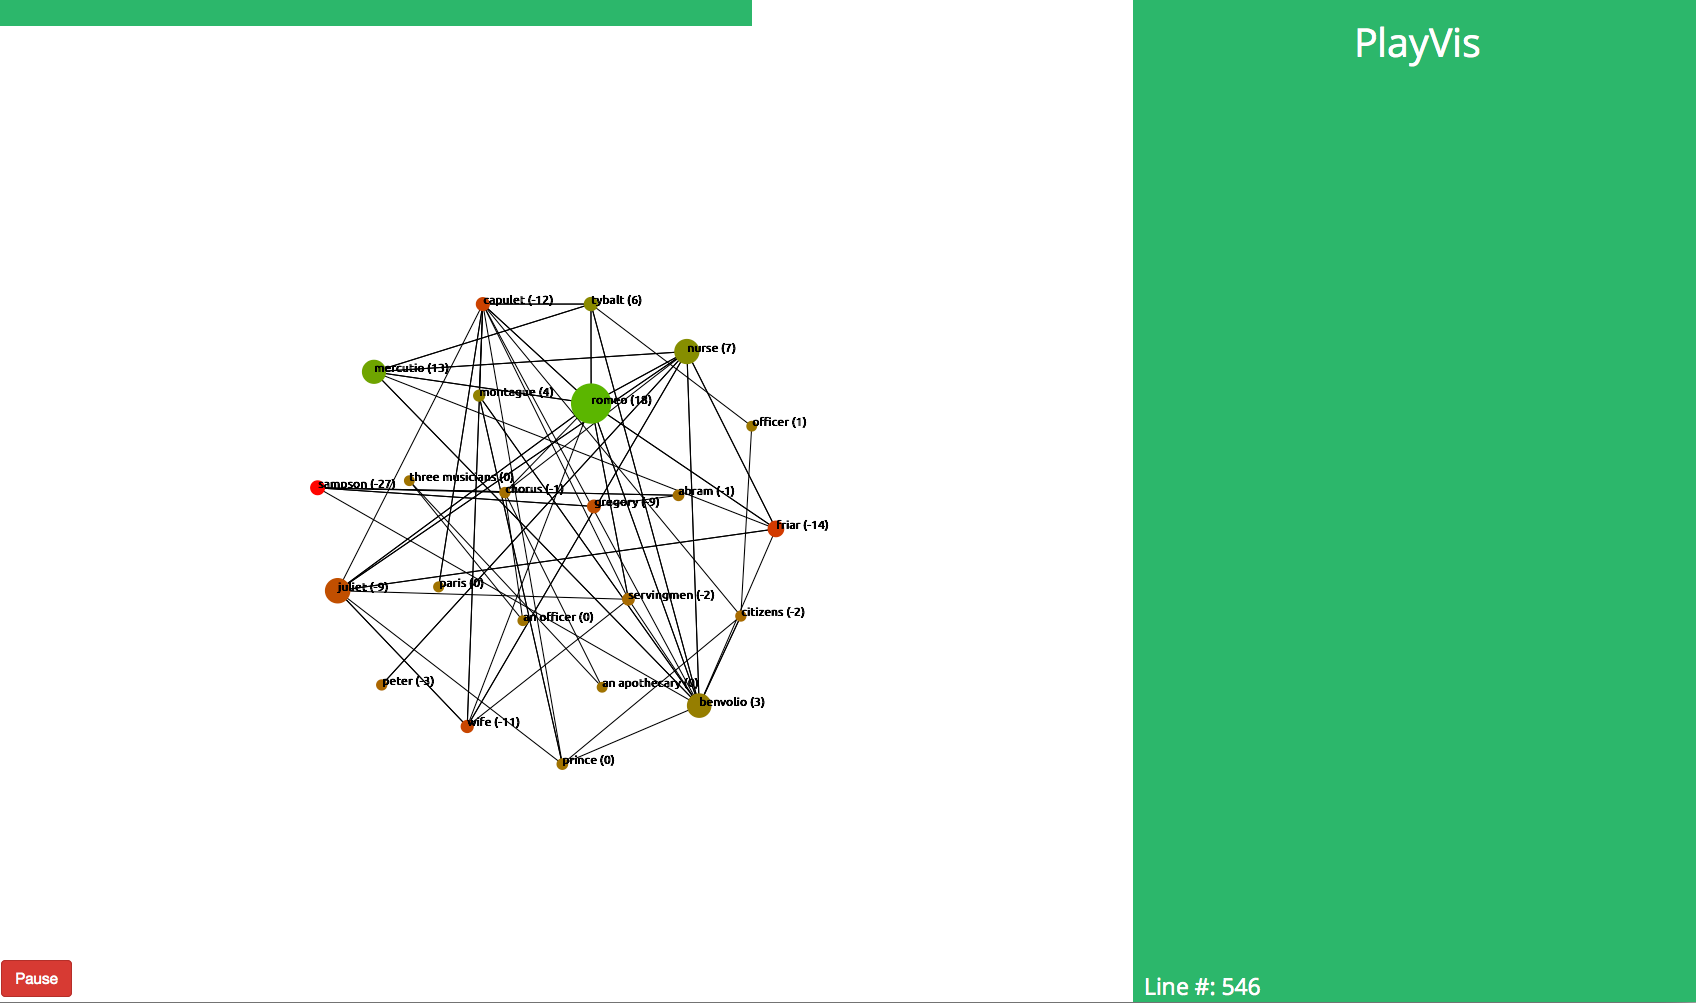 PlayVis
capulet (-12)
tybalt (6)
nurse (7)
mercutio (13)
montague (4)
romeo (18)
officer (1)
three musicians (0)
sampson (-27)
chorus (-1)
abram (-1)
gregory (-9)
friar (-14)
juliet (-9)
paris (0)
servingmen (-2)
citizens (-2)
an officer (0)
peter (-3)
an apothecary (0)
benvolio (3)
wife (-11)
prince (0)
Pause
Line #: 546